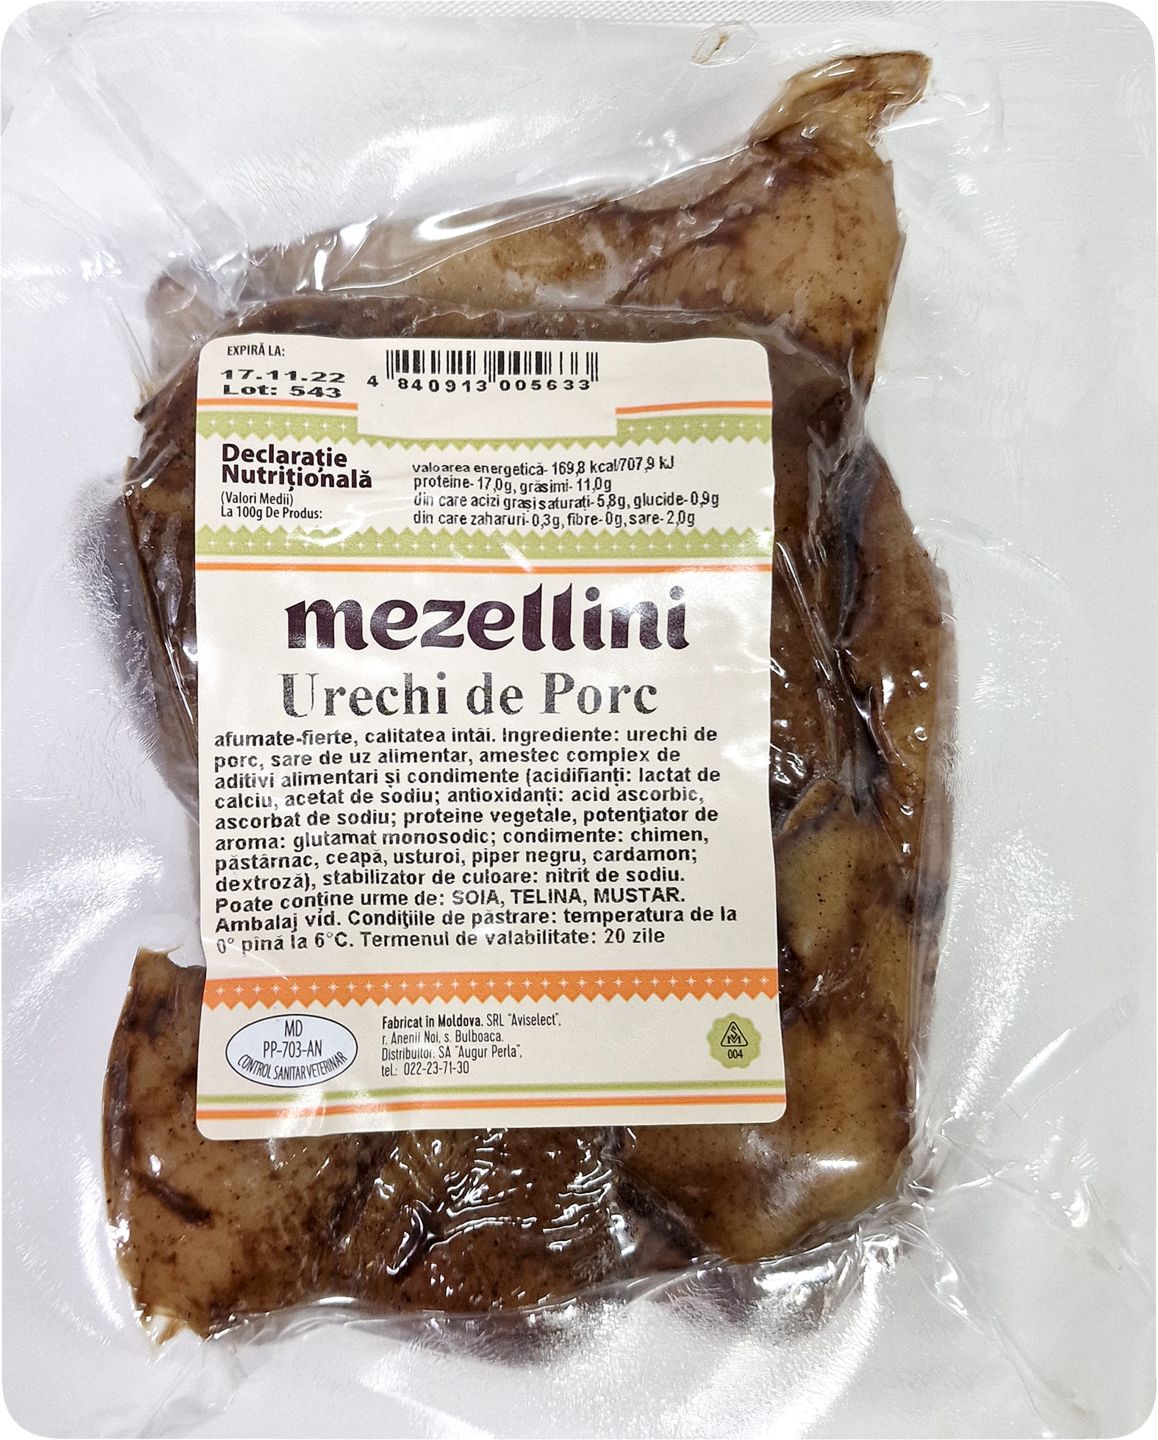 EXPIRĂ LA:
17.11.22
Lot: 543
4 840913 005633
Declarație
Nutrițională
(Valori Medii)
La 100g De Produs:
valoarea energetică- 169,8 kcal/707,9 kJ
proteine- 17,0g, grăsimi- 11,0g
din care acizi grași saturați- 5,8g, glucide- 0,9g
din care zaharuri- 0,3g, fibre- 0g, sare- 2,0g
mezellini
Urechi de Porc
afumate-fierte, calitatea intâi. Ingrediente: urechi de
porc, sare de uz alimentar, amestec complex de
aditivi alimentari și condimente (acidifianți: lactat de
calciu, acetat de sodiu; antioxidanți: acid ascorbic,
ascorbat de sodiu; proteine vegetale, potențiator de
aroma: glutamat monosodic; condimente: chimen,
păstârnac, ceapă, usturoi, piper negru, cardamon;
dextroză), stabilizator de culoare: nitrit de sodiu.
Poate conține urme de: SOIA, TELINA, MUSTAR.
Ambalaj vid. Condițiile de păstrare: temperatura de la
0° pînă la 6°C. Termenul de valabilitate: 20 zile
MD
PP-703-AN
CONTROL SANITAR VETERINAR
Fabricat în Moldova. SRL "Aviselect",
r. Anenii Noi, s. Bulboaca.
Distribuitor: SA "Augur Perla",
tel.: 022-23-71-30
SM
004